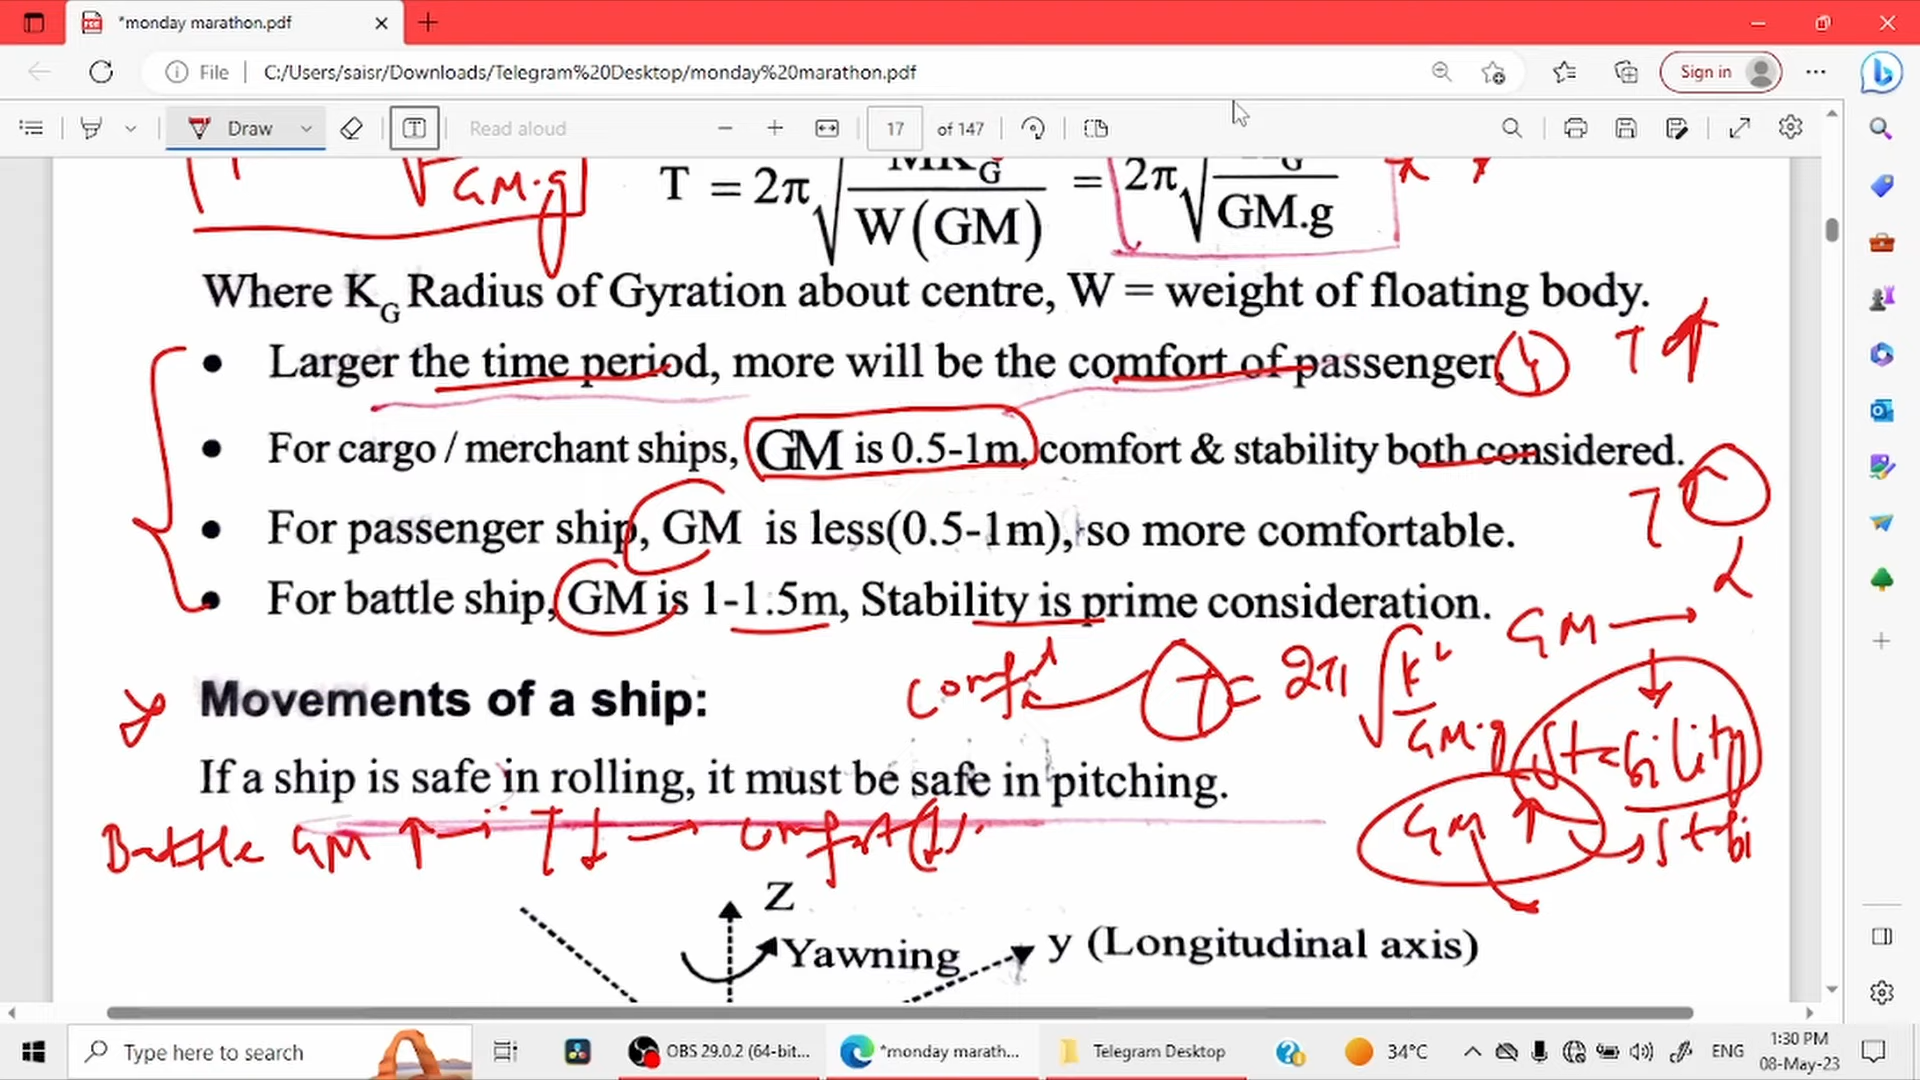 *monday marathon.pdf
File C:/Users/saisr/Downloads/Telegram%20Desktop/monday%20marathon.pdf Sign in
Draw Read aloud 17 of 147
GM.g T = 2π √ MK G / W(GM) = 2π √ G / GM.g
Where KG Radius of Gyration about centre, W = weight of floating body.
• Larger the time period, more will be the comfort of passenger, T ↑
• For cargo / merchant ships, GM is 0.5-1m, comfort & stability both considered.
• For passenger ship, GM is less(0.5-1m), so more comfortable.
• For battle ship, GM is 1-1.5m, Stability is prime consideration.
GM →
T = 2π √ K² / GM.g
Stability
Movements of a ship:
If a ship is safe in rolling, it must be safe in pitching.
Battle GM ↑ → T ↓ → comfort(↓)
GM ↑ → Stabi
Z
Yawning y (Longitudinal axis)
Type here to search OBS 29.0.2 (64-bit... *monday marath... Telegram Desktop 34°C ENG 1:30 PM
08-May-23